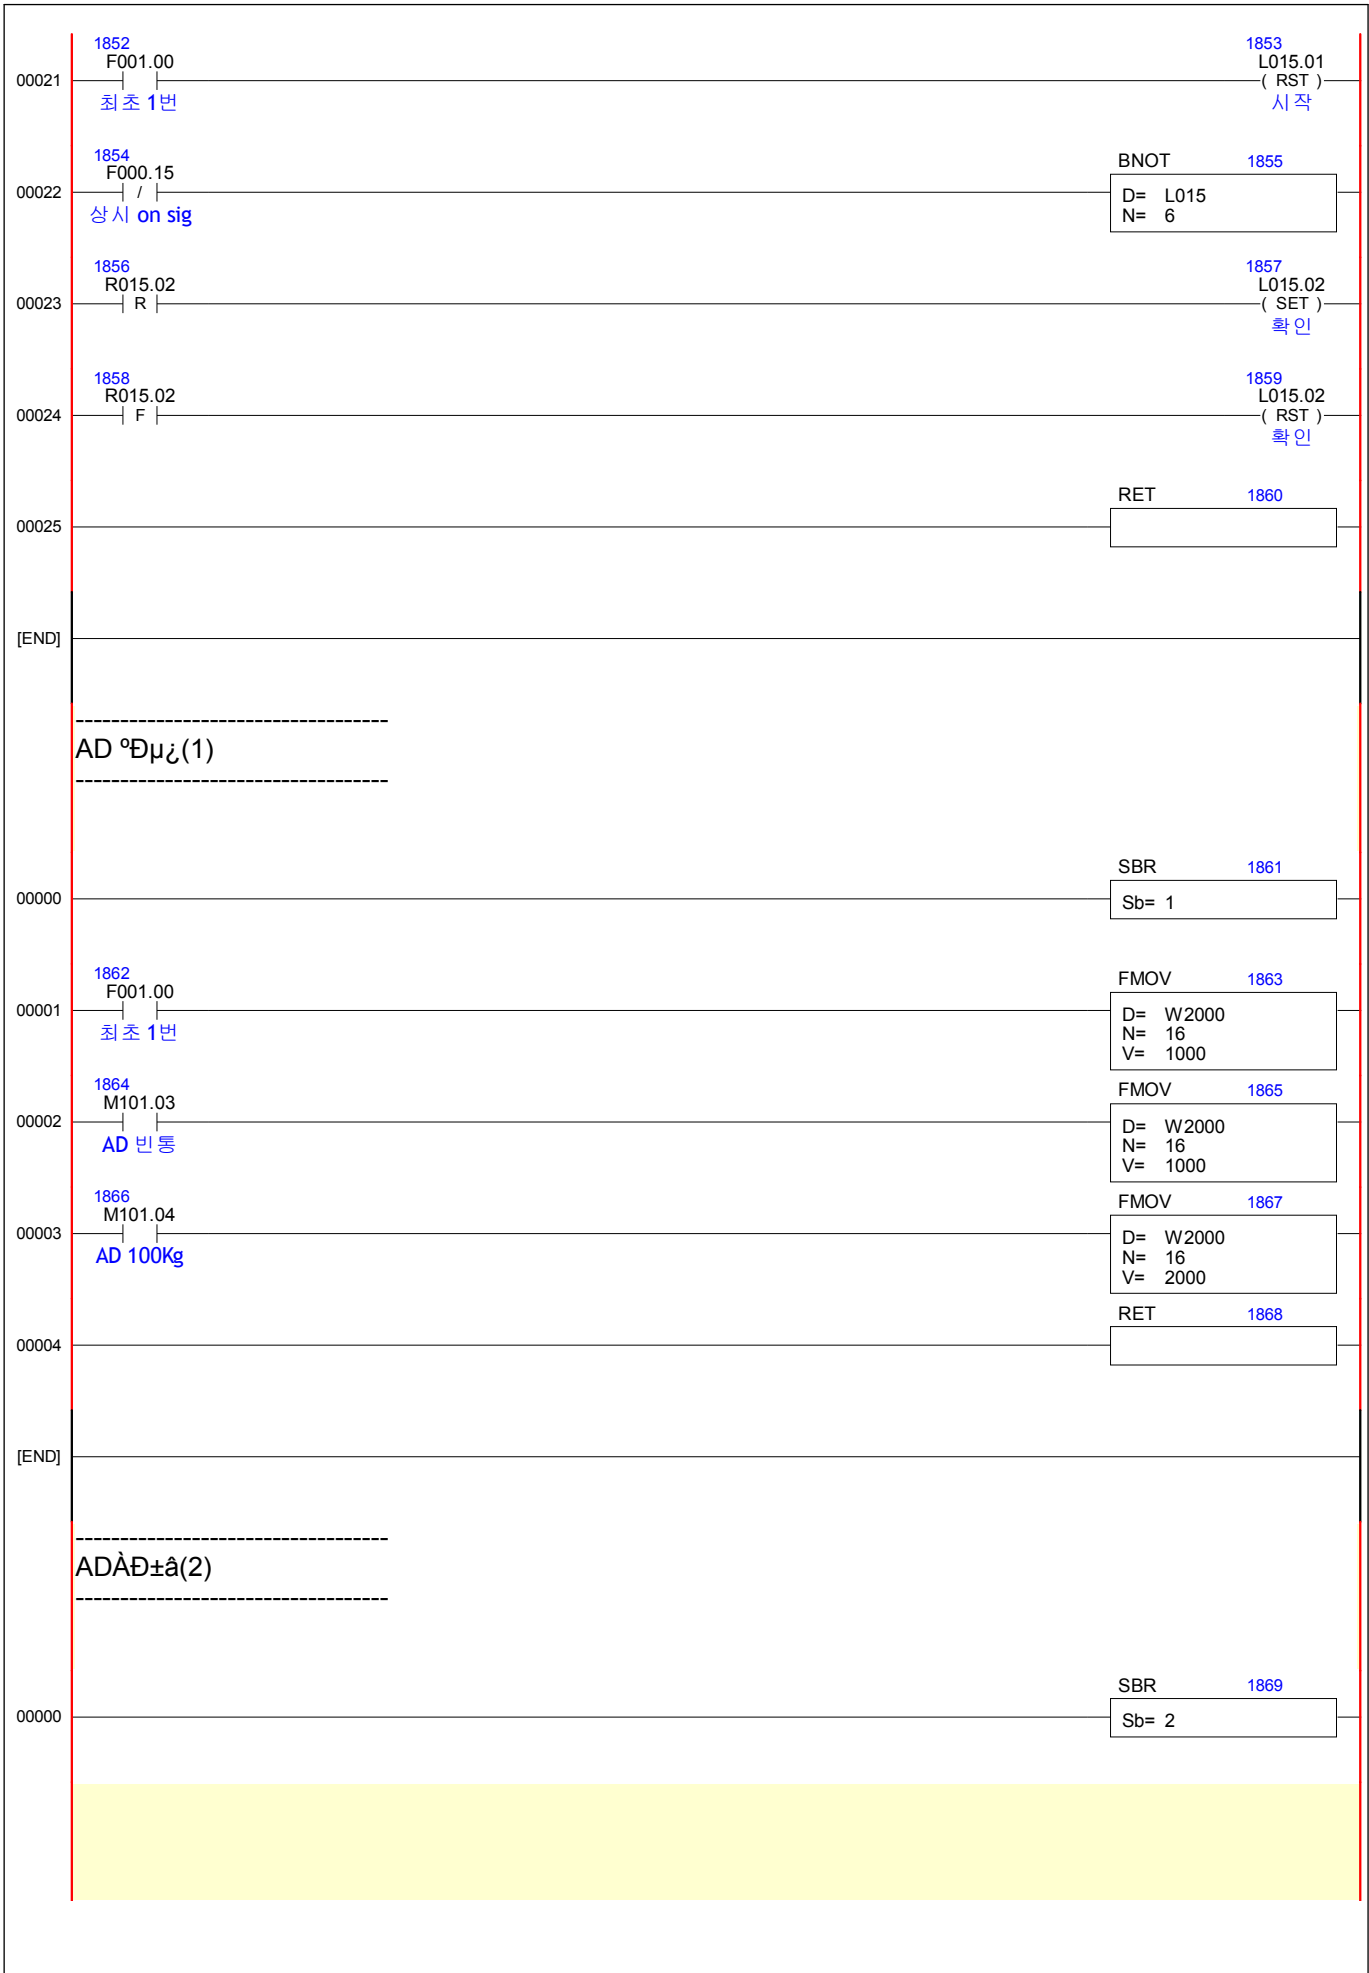 1852
F001.00
00021
최초 1번
1853
L015.01
( RST )
시작
1854
F000.15
00022
/
상시 on sig
BNOT 1855
D= L015
N= 6
1856
R015.02
00023
R
1857
L015.02
( SET )
확인
1858
R015.02
00024
F
1859
L015.02
( RST )
확인
RET 1860
00025
[END]
-----------------------------------
AD ºÐµ¿(1)
-----------------------------------
SBR 1861
00000
Sb= 1
1862
F001.00
00001
최초 1번
FMOV 1863
D= W2000
N= 16
V= 1000
1864
M101.03
00002
AD 빈통
FMOV 1865
D= W2000
N= 16
V= 1000
1866
M101.04
00003
AD 100Kg
FMOV 1867
D= W2000
N= 16
V= 2000
RET 1868
00004
[END]
-----------------------------------
ADÀÐ±â(2)
-----------------------------------
SBR 1869
00000
Sb= 2